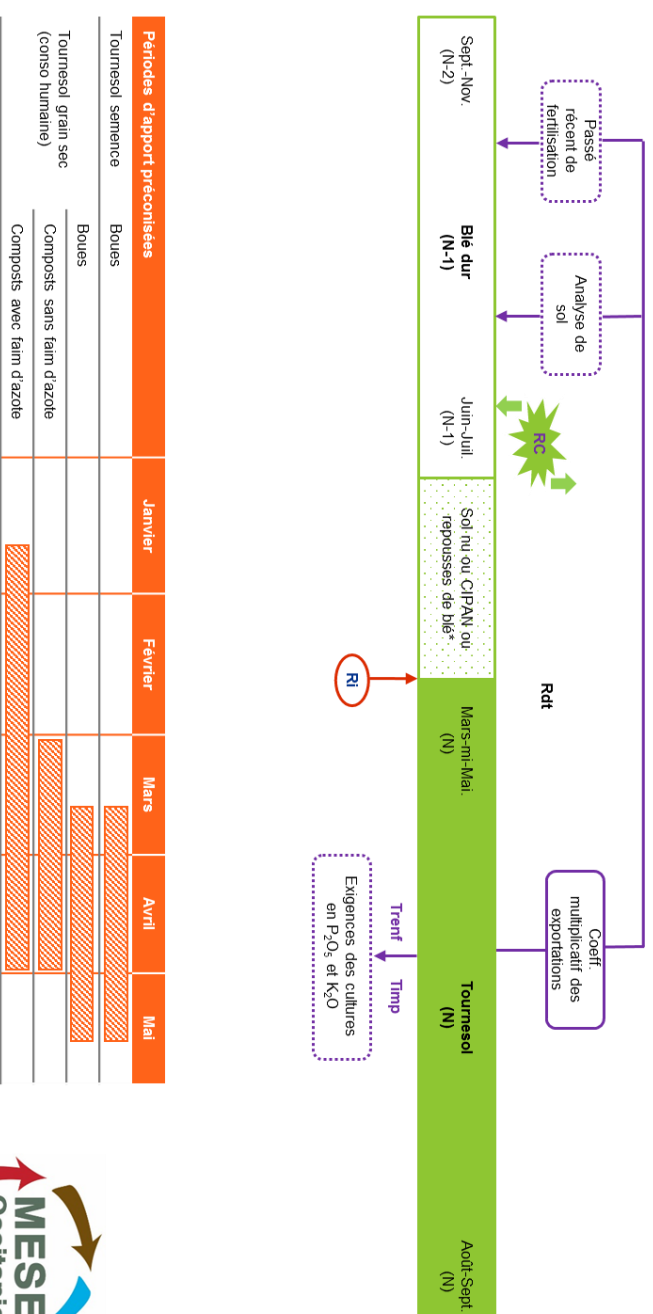 Passé
récent de
fertilisation
Analyse de
sol
RC
Rdt
Coeff.
multiplicatif des
exportations
Sept.-Nov.
(N-2)
Blé dur
(N-1)
Juin-Juil.
(N-1)
Sol nu ou CIPAN ou
repousses de blé*
Mars-mi-Mai.
(N)
Tournesol
(N)
Août-Sept.
(N)
Ri
Trenf Timp
Exigences des cultures
en P₂O₅ et K₂O
Périodes d'apport préconisées Janvier Février Mars Avril Mai
Tournesol semence Boues
Tournesol grain sec
(conso humaine)
Boues
Composts sans faim d'azote
Composts avec faim d'azote
MESE
Occitanie